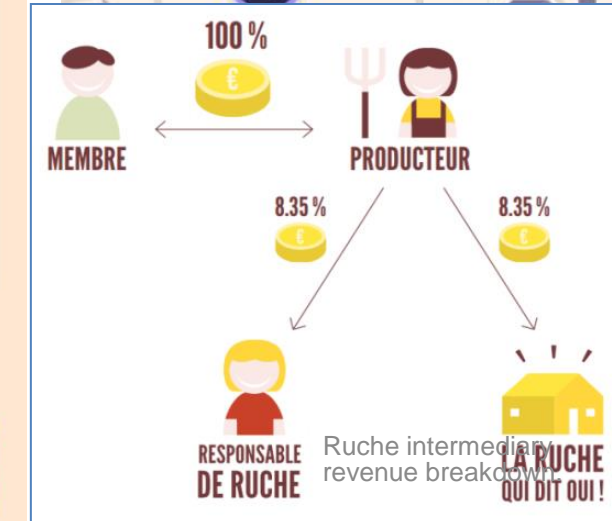 100 %
€
MEMBRE
PRODUCTEUR
8.35 %
8.35 %
€
€
RESPONSABLE
DE RUCHE
Ruche intermediary
revenue breakdown
LA RUCHE
QUI DIT OUI !